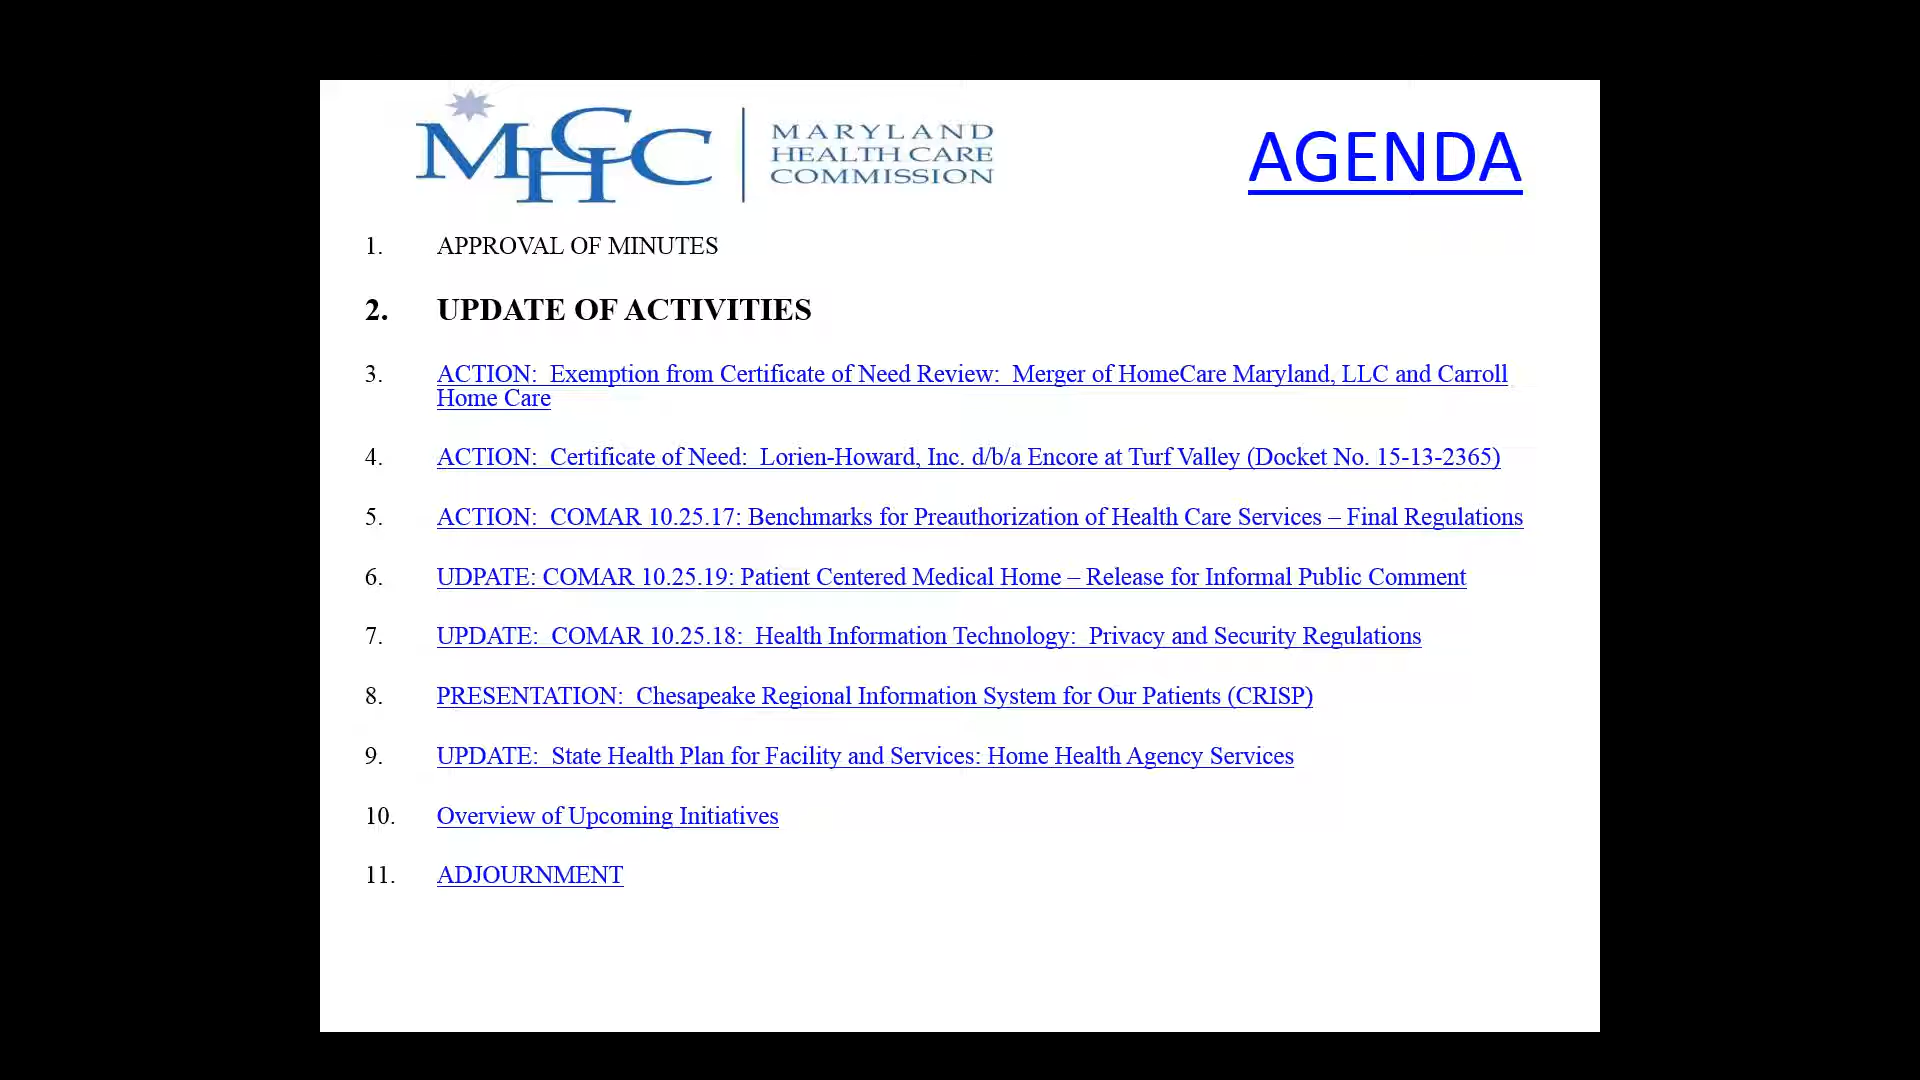 MHCC
MARYLAND
HEALTH CARE
COMMISSION
AGENDA
1. APPROVAL OF MINUTES
2. UPDATE OF ACTIVITIES
3. ACTION: Exemption from Certificate of Need Review: Merger of HomeCare Maryland, LLC and Carroll
Home Care
4. ACTION: Certificate of Need: Lorien-Howard, Inc. d/b/a Encore at Turf Valley (Docket No. 15-13-2365)
5. ACTION: COMAR 10.25.17: Benchmarks for Preauthorization of Health Care Services – Final Regulations
6. UDPATE: COMAR 10.25.19: Patient Centered Medical Home – Release for Informal Public Comment
7. UPDATE: COMAR 10.25.18: Health Information Technology: Privacy and Security Regulations
8. PRESENTATION: Chesapeake Regional Information System for Our Patients (CRISP)
9. UPDATE: State Health Plan for Facility and Services: Home Health Agency Services
10. Overview of Upcoming Initiatives
11. ADJOURNMENT